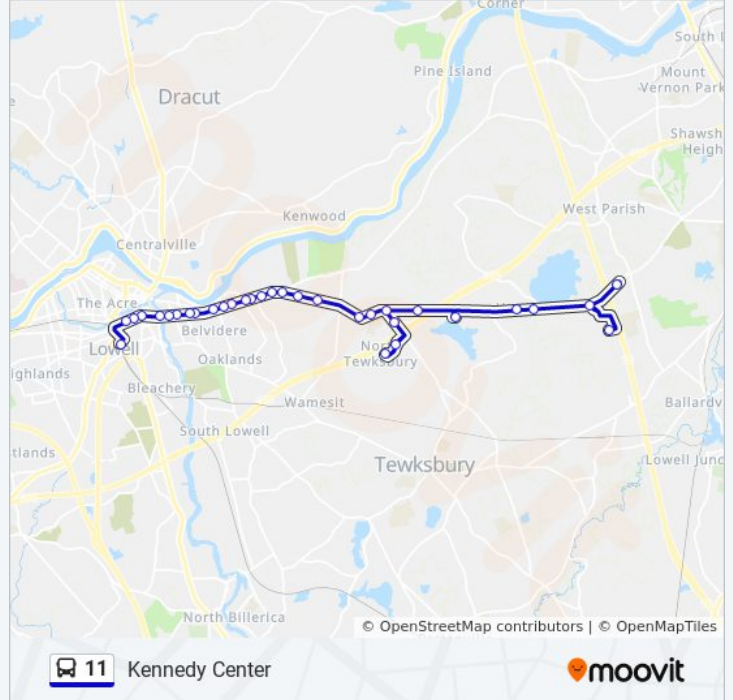 Corner
South
Pine Island
Mount
Vernon Park
Dracut
Shawsh
Heigh
West Parish
Kenwood
Centralville
The Acre
Belvidere
Lowell
North
Tewksbury
Oaklands
ighlands
Bleachery
Wamesit
Ballardv
South Lowell
tlands
Tewksbury
Lowell Junc
North Billerica
© OpenStreetMap contributors | © OpenMapTiles
11 Kennedy Center
moovit